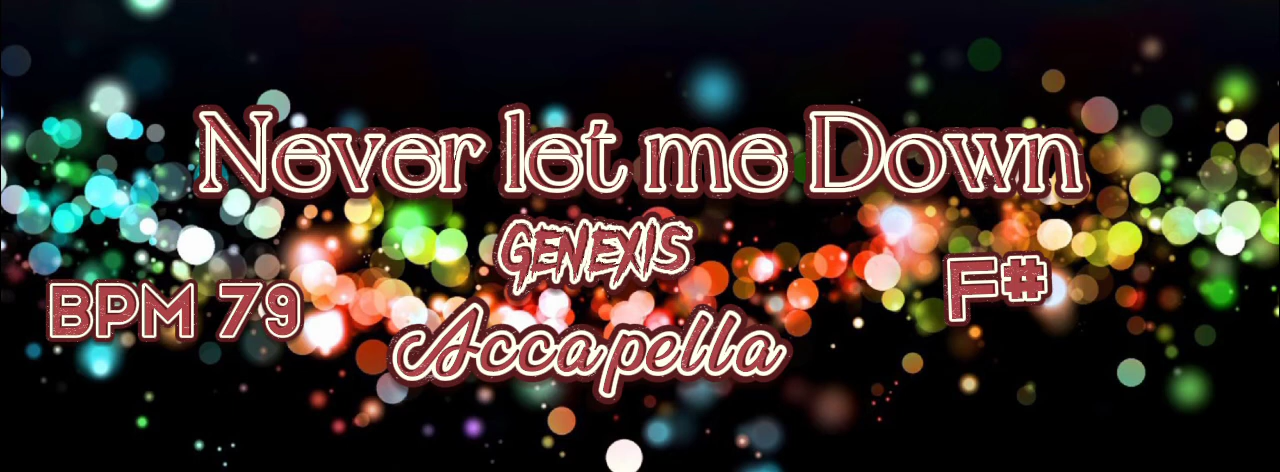 Never let me Down
GENEXIS
BPM 79
F#
Accapella